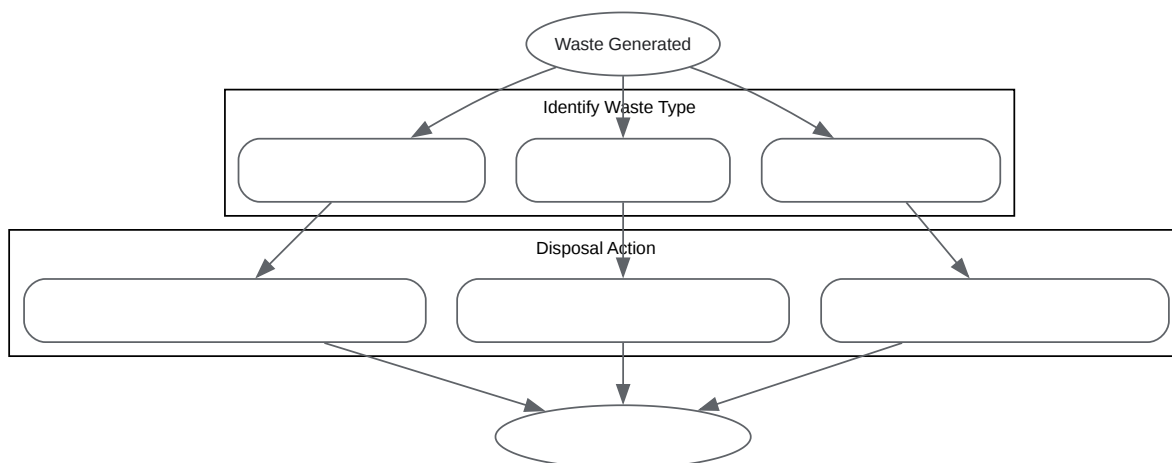 Waste Generated
Identify Waste Type
Disposal Action